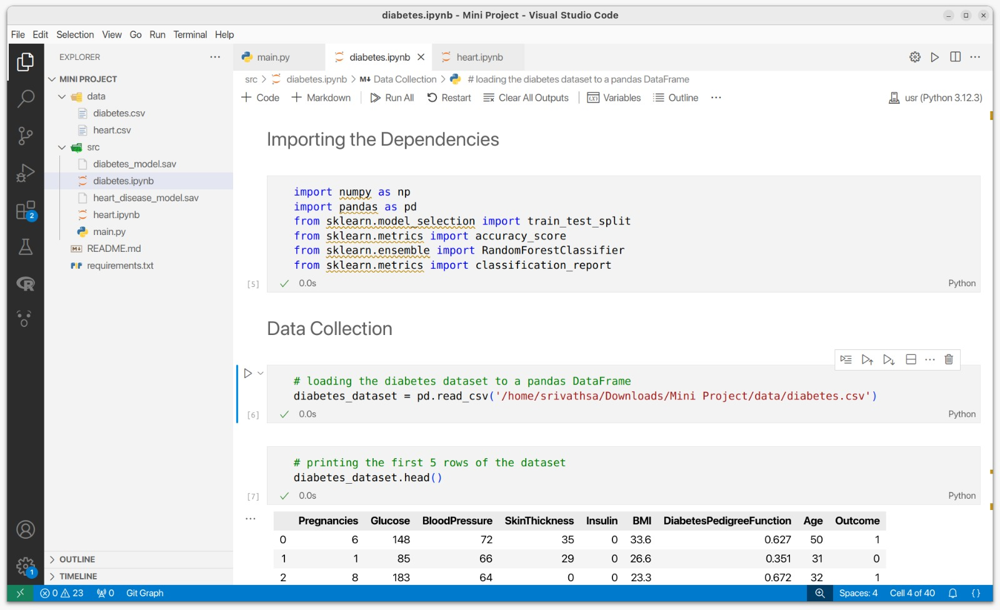 diabetes.ipynb - Mini Project - Visual Studio Code
File Edit Selection View Go Run Terminal Help
EXPLORER
MINI PROJECT
data
diabetes.csv
heart.csv
src
diabetes_model.sav
diabetes.ipynb
heart_disease_model.sav
heart.ipynb
main.py
README.md
requirements.txt
OUTLINE
TIMELINE
2
1
main.py diabetes.ipynb heart.ipynb
src > diabetes.ipynb > M↓ Data Collection > # loading the diabetes dataset to a pandas DataFrame
+ Code + Markdown Run All Restart Clear All Outputs Variables Outline ... usr (Python 3.12.3)
Importing the Dependencies
import numpy as np
import pandas as pd
from sklearn.model_selection import train_test_split
from sklearn.metrics import accuracy_score
from sklearn.ensemble import RandomForestClassifier
from sklearn.metrics import classification_report
[5] 0.0s Python
Data Collection
# loading the diabetes dataset to a pandas DataFrame
diabetes_dataset = pd.read_csv('/home/srivathsa/Downloads/Mini Project/data/diabetes.csv')
[6] 0.0s Python
# printing the first 5 rows of the dataset
diabetes_dataset.head()
[7] 0.0s Python
Pregnancies Glucose BloodPressure SkinThickness Insulin BMI DiabetesPedigreeFunction Age Outcome
0 6 148 72 35 0 33.6 0.627 50 1
1 1 85 66 29 0 26.6 0.351 31 0
2 8 183 64 0 0 23.3 0.672 32 1
0 23 0 Git Graph Spaces: 4 Cell 4 of 40 {}